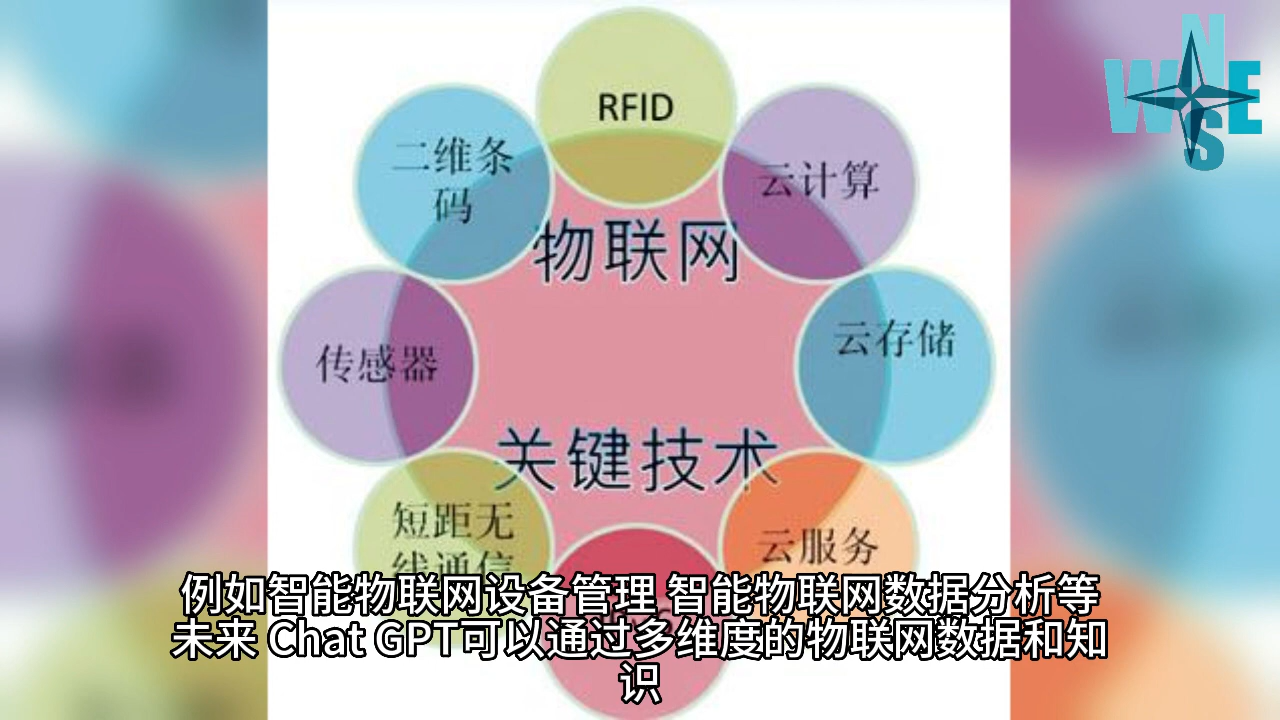 N
W E
S
RFID
二维条
码
云计算
物联网
传感器
云存储
关键技术
短距无
线通信
云服务
例如智能物联网设备管理 智能物联网数据分析等
未来 Chat GPT可以通过多维度的物联网数据和知
识